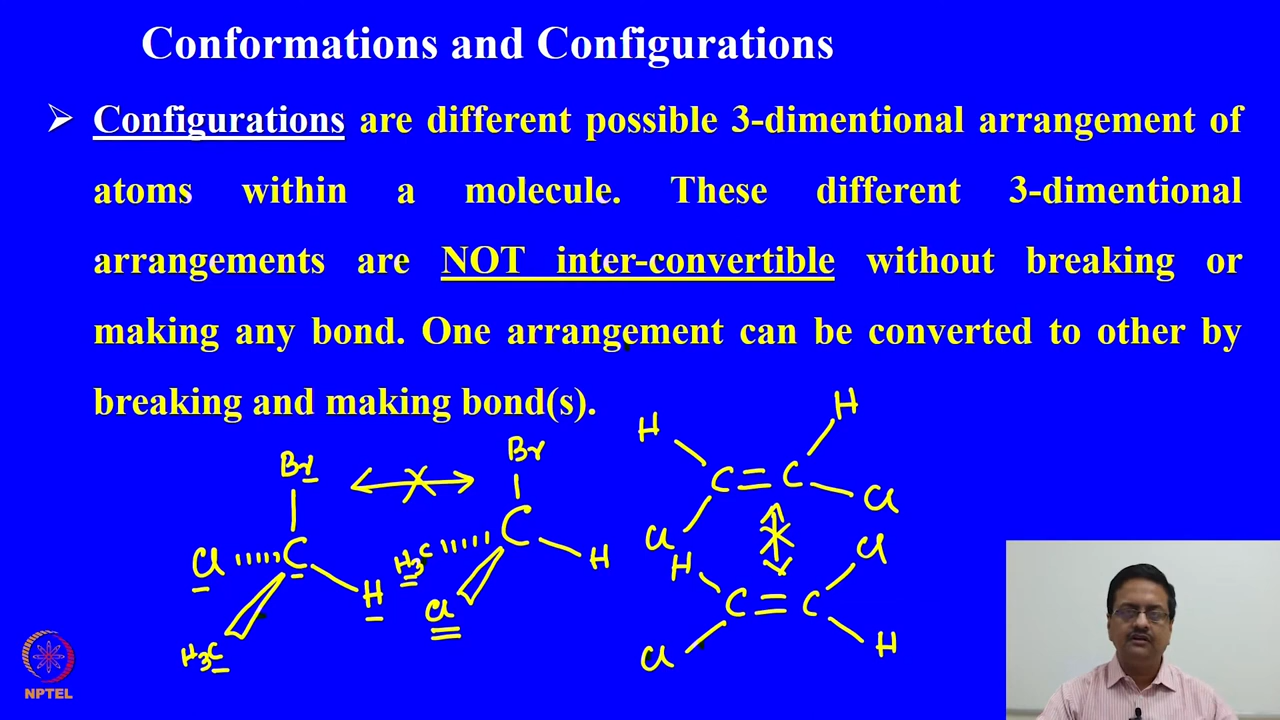 Conformations and Configurations
➢ Configurations are different possible 3-dimentional arrangement of
atoms within a molecule. These different 3-dimentional
arrangements are NOT inter-convertible without breaking or
making any bond. One arrangement can be converted to other by
breaking and making bond(s).
Br
Cl C H
H3C
Br
H3C C H
Cl
H H
C=C
Cl Cl
H Cl
C=C
Cl H
NPTEL